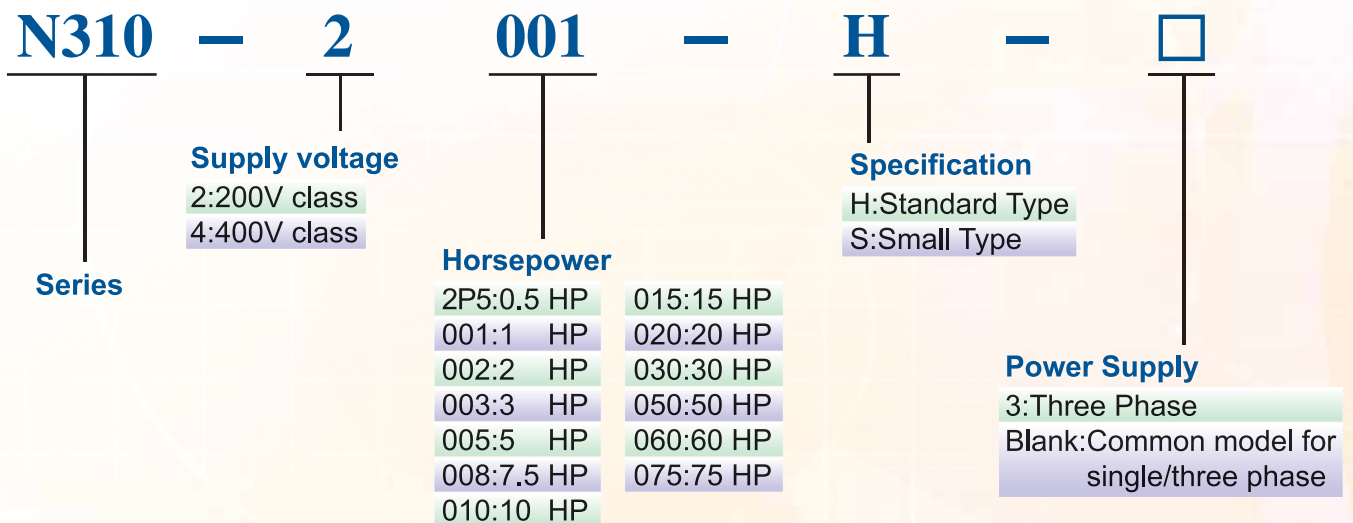 N310 — 2 001 — H — □
Series
Supply voltage
2:200V class
4:400V class
Horsepower
2P5:0.5 HP
001:1 HP
002:2 HP
003:3 HP
005:5 HP
008:7.5 HP
010:10 HP
015:15 HP
020:20 HP
030:30 HP
050:50 HP
060:60 HP
075:75 HP
Specification
H:Standard Type
S:Small Type
Power Supply
3:Three Phase
Blank:Common model for
single/three phase